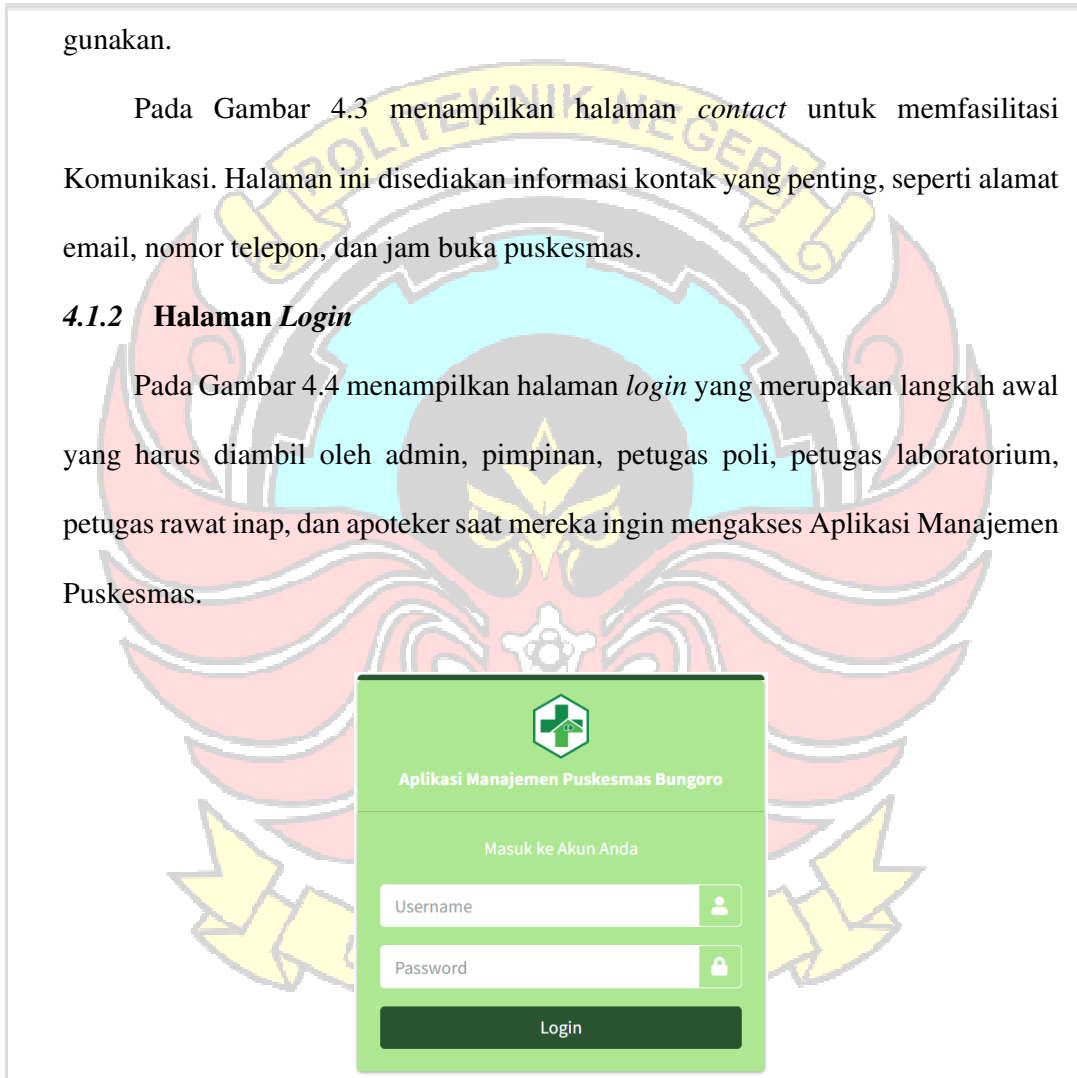 gunakan.
POLITEKNIK NEGERI
Pada Gambar 4.3 menampilkan halaman contact untuk memfasilitasi
Komunikasi. Halaman ini disediakan informasi kontak yang penting, seperti alamat
email, nomor telepon, dan jam buka puskesmas.
4.1.2 Halaman Login
Pada Gambar 4.4 menampilkan halaman login yang merupakan langkah awal
yang harus diambil oleh admin, pimpinan, petugas poli, petugas laboratorium,
petugas rawat inap, dan apoteker saat mereka ingin mengakses Aplikasi Manajemen
Puskesmas.
Aplikasi Manajemen Puskesmas Bungoro
Masuk ke Akun Anda
Username
Password
Login